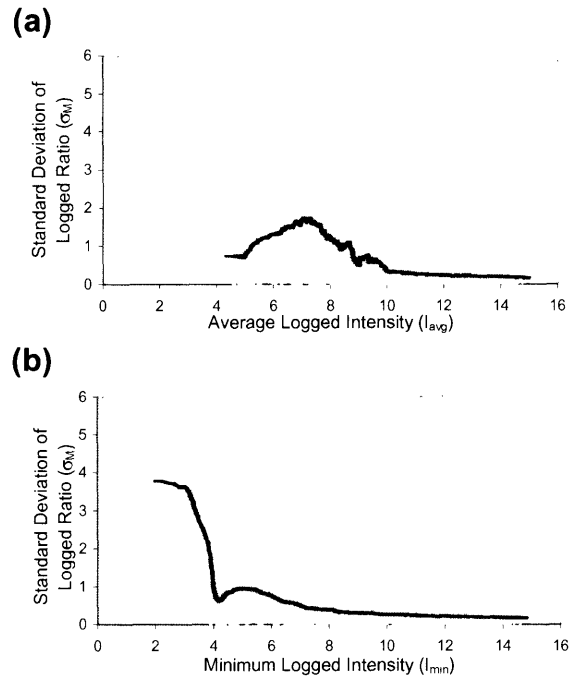 (a)
Standard Deviation of
Logged Ratio (σM)
6
5
4
3
2
1
0
0 2 4 6 8 10 12 14 16
Average Logged Intensity (Iavg)
(b)
Standard Deviation of
Logged Ratio (σM)
6
5
4
3
2
1
0
0 2 4 6 8 10 12 14 16
Minimum Logged Intensity (Imin)